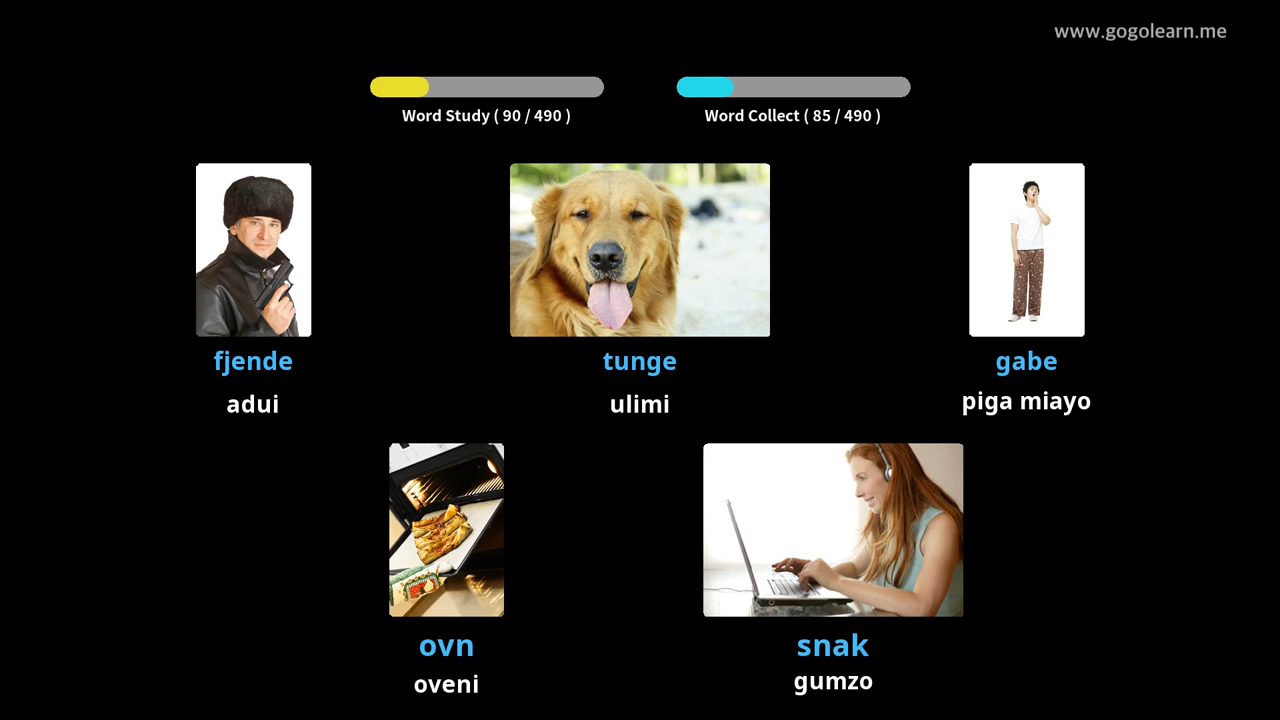 www.gogolearn.me
Word Study ( 90 / 490 )
Word Collect ( 85 / 490 )
fjende
adui
tunge
ulimi
gabe
piga miayo
ovn
oveni
snak
gumzo